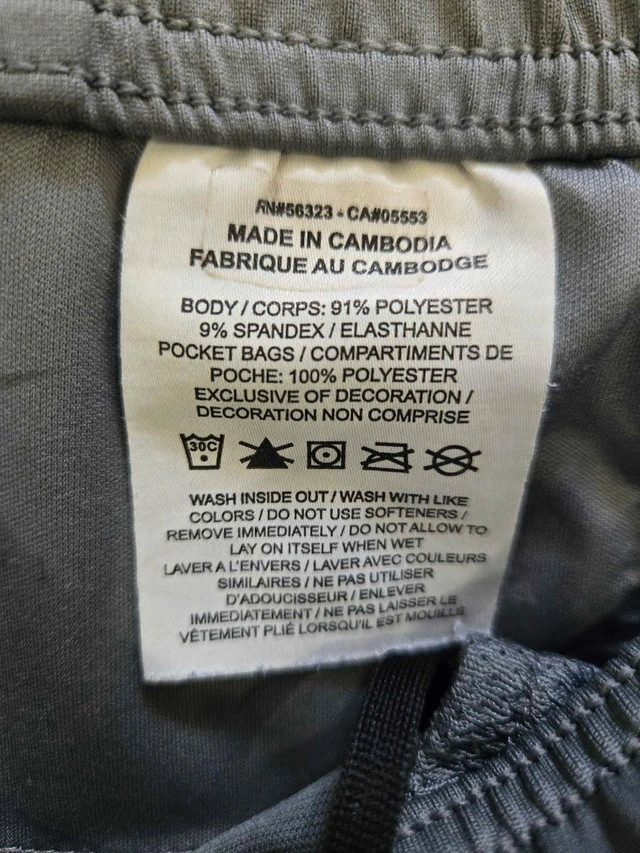 RN#56323 - CA#05553
MADE IN CAMBODIA
FABRIQUE AU CAMBODGE
BODY / CORPS: 91% POLYESTER
9% SPANDEX / ELASTHANNE
POCKET BAGS / COMPARTIMENTS DE
POCHE: 100% POLYESTER
EXCLUSIVE OF DECORATION /
DECORATION NON COMPRISE
30C
WASH INSIDE OUT / WASH WITH LIKE
COLORS / DO NOT USE SOFTENERS /
REMOVE IMMEDIATELY / DO NOT ALLOW TO
LAY ON ITSELF WHEN WET
LAVER A L'ENVERS / LAVER AVEC COULEURS
SIMILAIRES / NE PAS UTILISER
D'ADOUCISSEUR / ENLEVER
IMMEDIATEMENT / NE PAS LAISSER LE
VÊTEMENT PLIÉ LORSQU'IL EST MOUILLÉ